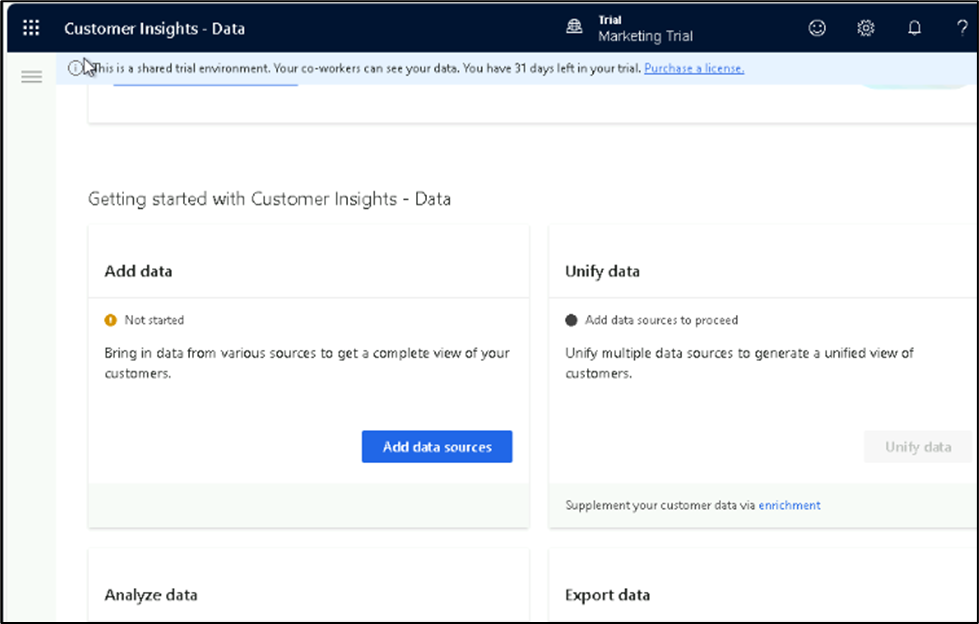 Customer Insights - Data
Trial
Marketing Trial
This is a shared trial environment. Your co-workers can see your data. You have 31 days left in your trial. Purchase a license.
Getting started with Customer Insights - Data
Add data
Not started
Bring in data from various sources to get a complete view of your
customers.
Add data sources
Unify data
Add data sources to proceed
Unify multiple data sources to generate a unified view of
customers.
Unify data
Supplement your customer data via enrichment
Analyze data
Export data